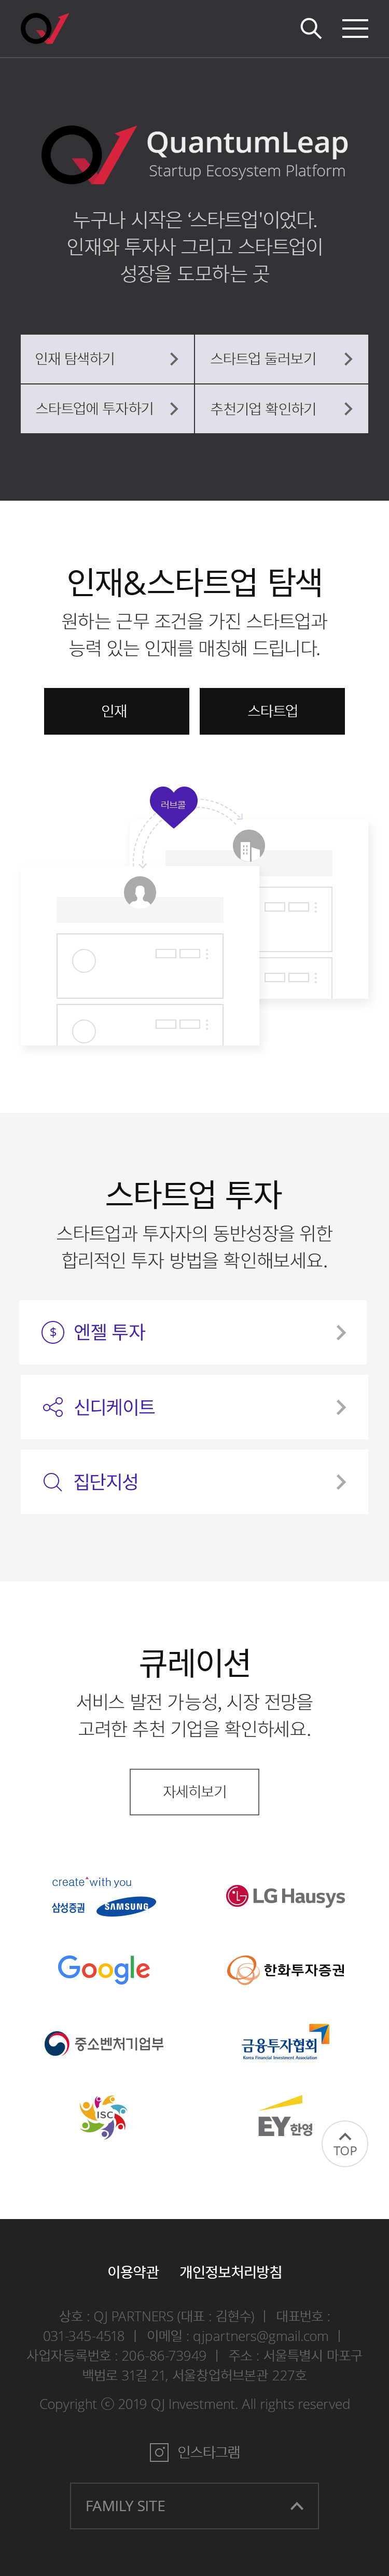 QuantumLeap
Startup Ecosystem Platform
누구나 시작은 ‘스타트업'이었다.
인재와 투자사 그리고 스타트업이
성장을 도모하는 곳
인재 탐색하기
스타트업 둘러보기
스타트업에 투자하기
추천기업 확인하기
인재&스타트업 탐색
원하는 근무 조건을 가진 스타트업과
능력 있는 인재를 매칭해 드립니다.
인재
스타트업
러브콜
스타트업 투자
스타트업과 투자자의 동반성장을 위한
합리적인 투자 방법을 확인해보세요.
$ 엔젤 투자
신디케이트
집단지성
큐레이션
서비스 발전 가능성, 시장 전망을
고려한 추천 기업을 확인하세요.
자세히보기
create with you
삼성증권 SAMSUNG
LG Hausys
Google
한화투자증권
중소벤처기업부
금융투자협회
Korea Financial Investment Association
ISC
EY한영
TOP
이용약관 개인정보처리방침
상호 : QJ PARTNERS (대표 : 김현수) | 대표번호 :
031-345-4518 | 이메일 : qjpartners@gmail.com |
사업자등록번호 : 206-86-73949 | 주소 : 서울특별시 마포구
백범로 31길 21, 서울창업허브본관 227호
Copyright ⓒ 2019 QJ Investment. All rights reserved
인스타그램
FAMILY SITE